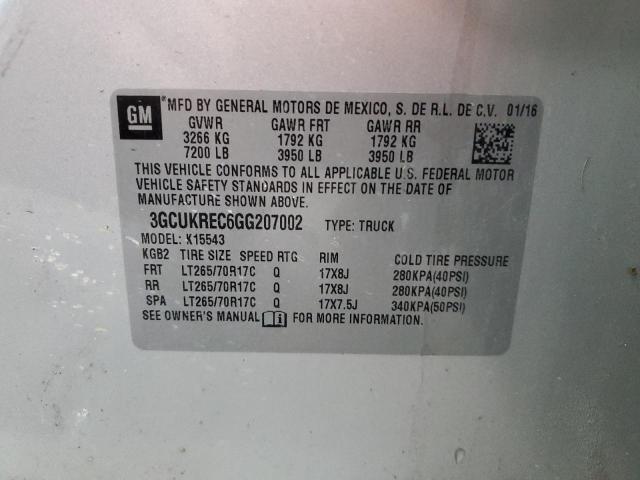 GM *MFD BY GENERAL MOTORS DE MEXICO, S. DE R.L. DE C.V. 01/16
GVWR GAWR FRT GAWR RR
3266 KG 1792 KG 1792 KG
7200 LB 3950 LB 3950 LB
THIS VEHICLE CONFORMS TO ALL APPLICABLE U.S. FEDERAL MOTOR
VEHICLE SAFETY STANDARDS IN EFFECT ON THE DATE OF
MANUFACTURE SHOWN ABOVE.
3GCUKREC6GG207002 TYPE: TRUCK
MODEL: K15543
KGB2 TIRE SIZE SPEED RTG RIM COLD TIRE PRESSURE
FRT LT265/70R17C Q 17X8J 280KPA(40PSI)
RR LT265/70R17C Q 17X8J 280KPA(40PSI)
SPA LT265/70R17C Q 17X7.5J 340KPA(50PSI)
SEE OWNER'S MANUAL i FOR MORE INFORMATION.